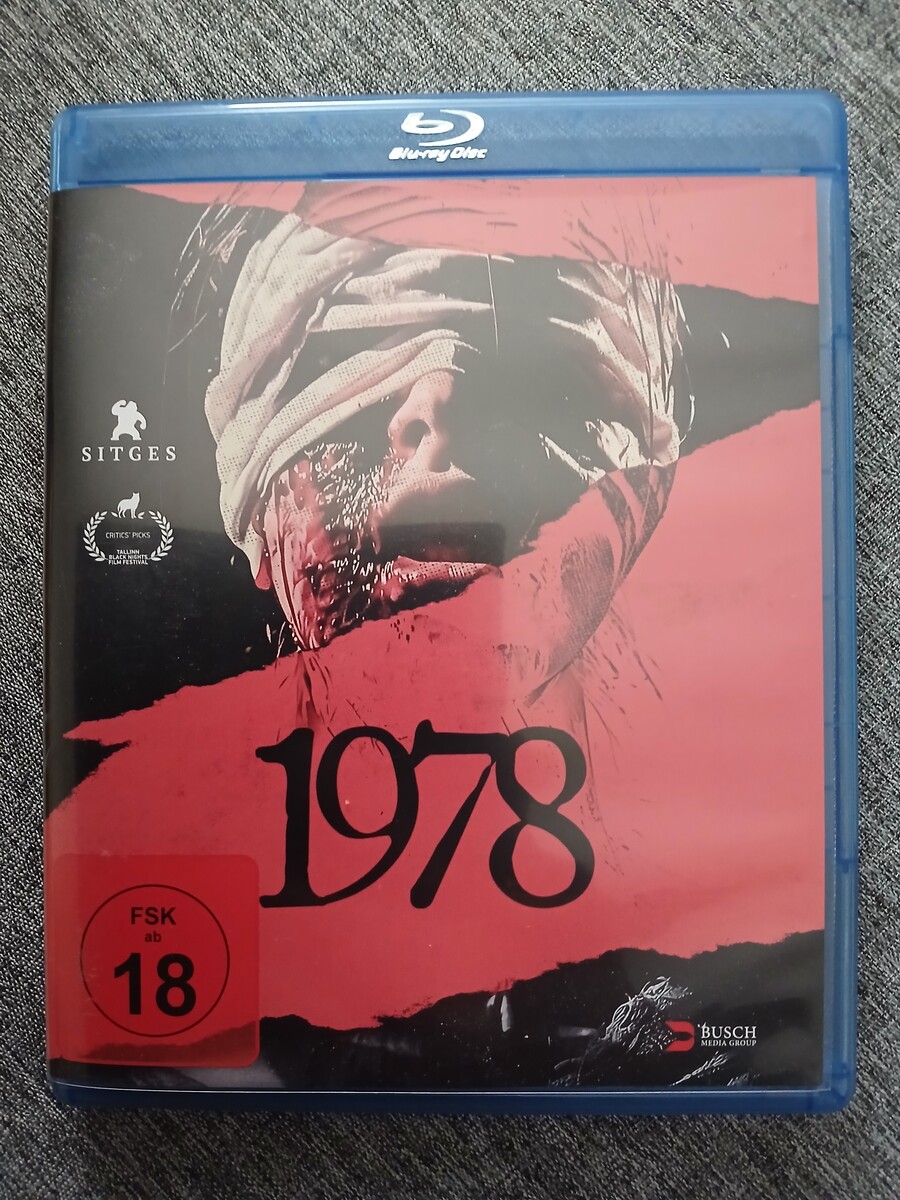 Blu-ray Disc
SITGES
CRITICS' PICKS
TALLINN
BLACK NIGHTS
FILM FESTIVAL
1978
FSK
ab
18
BUSCH
MEDIA GROUP